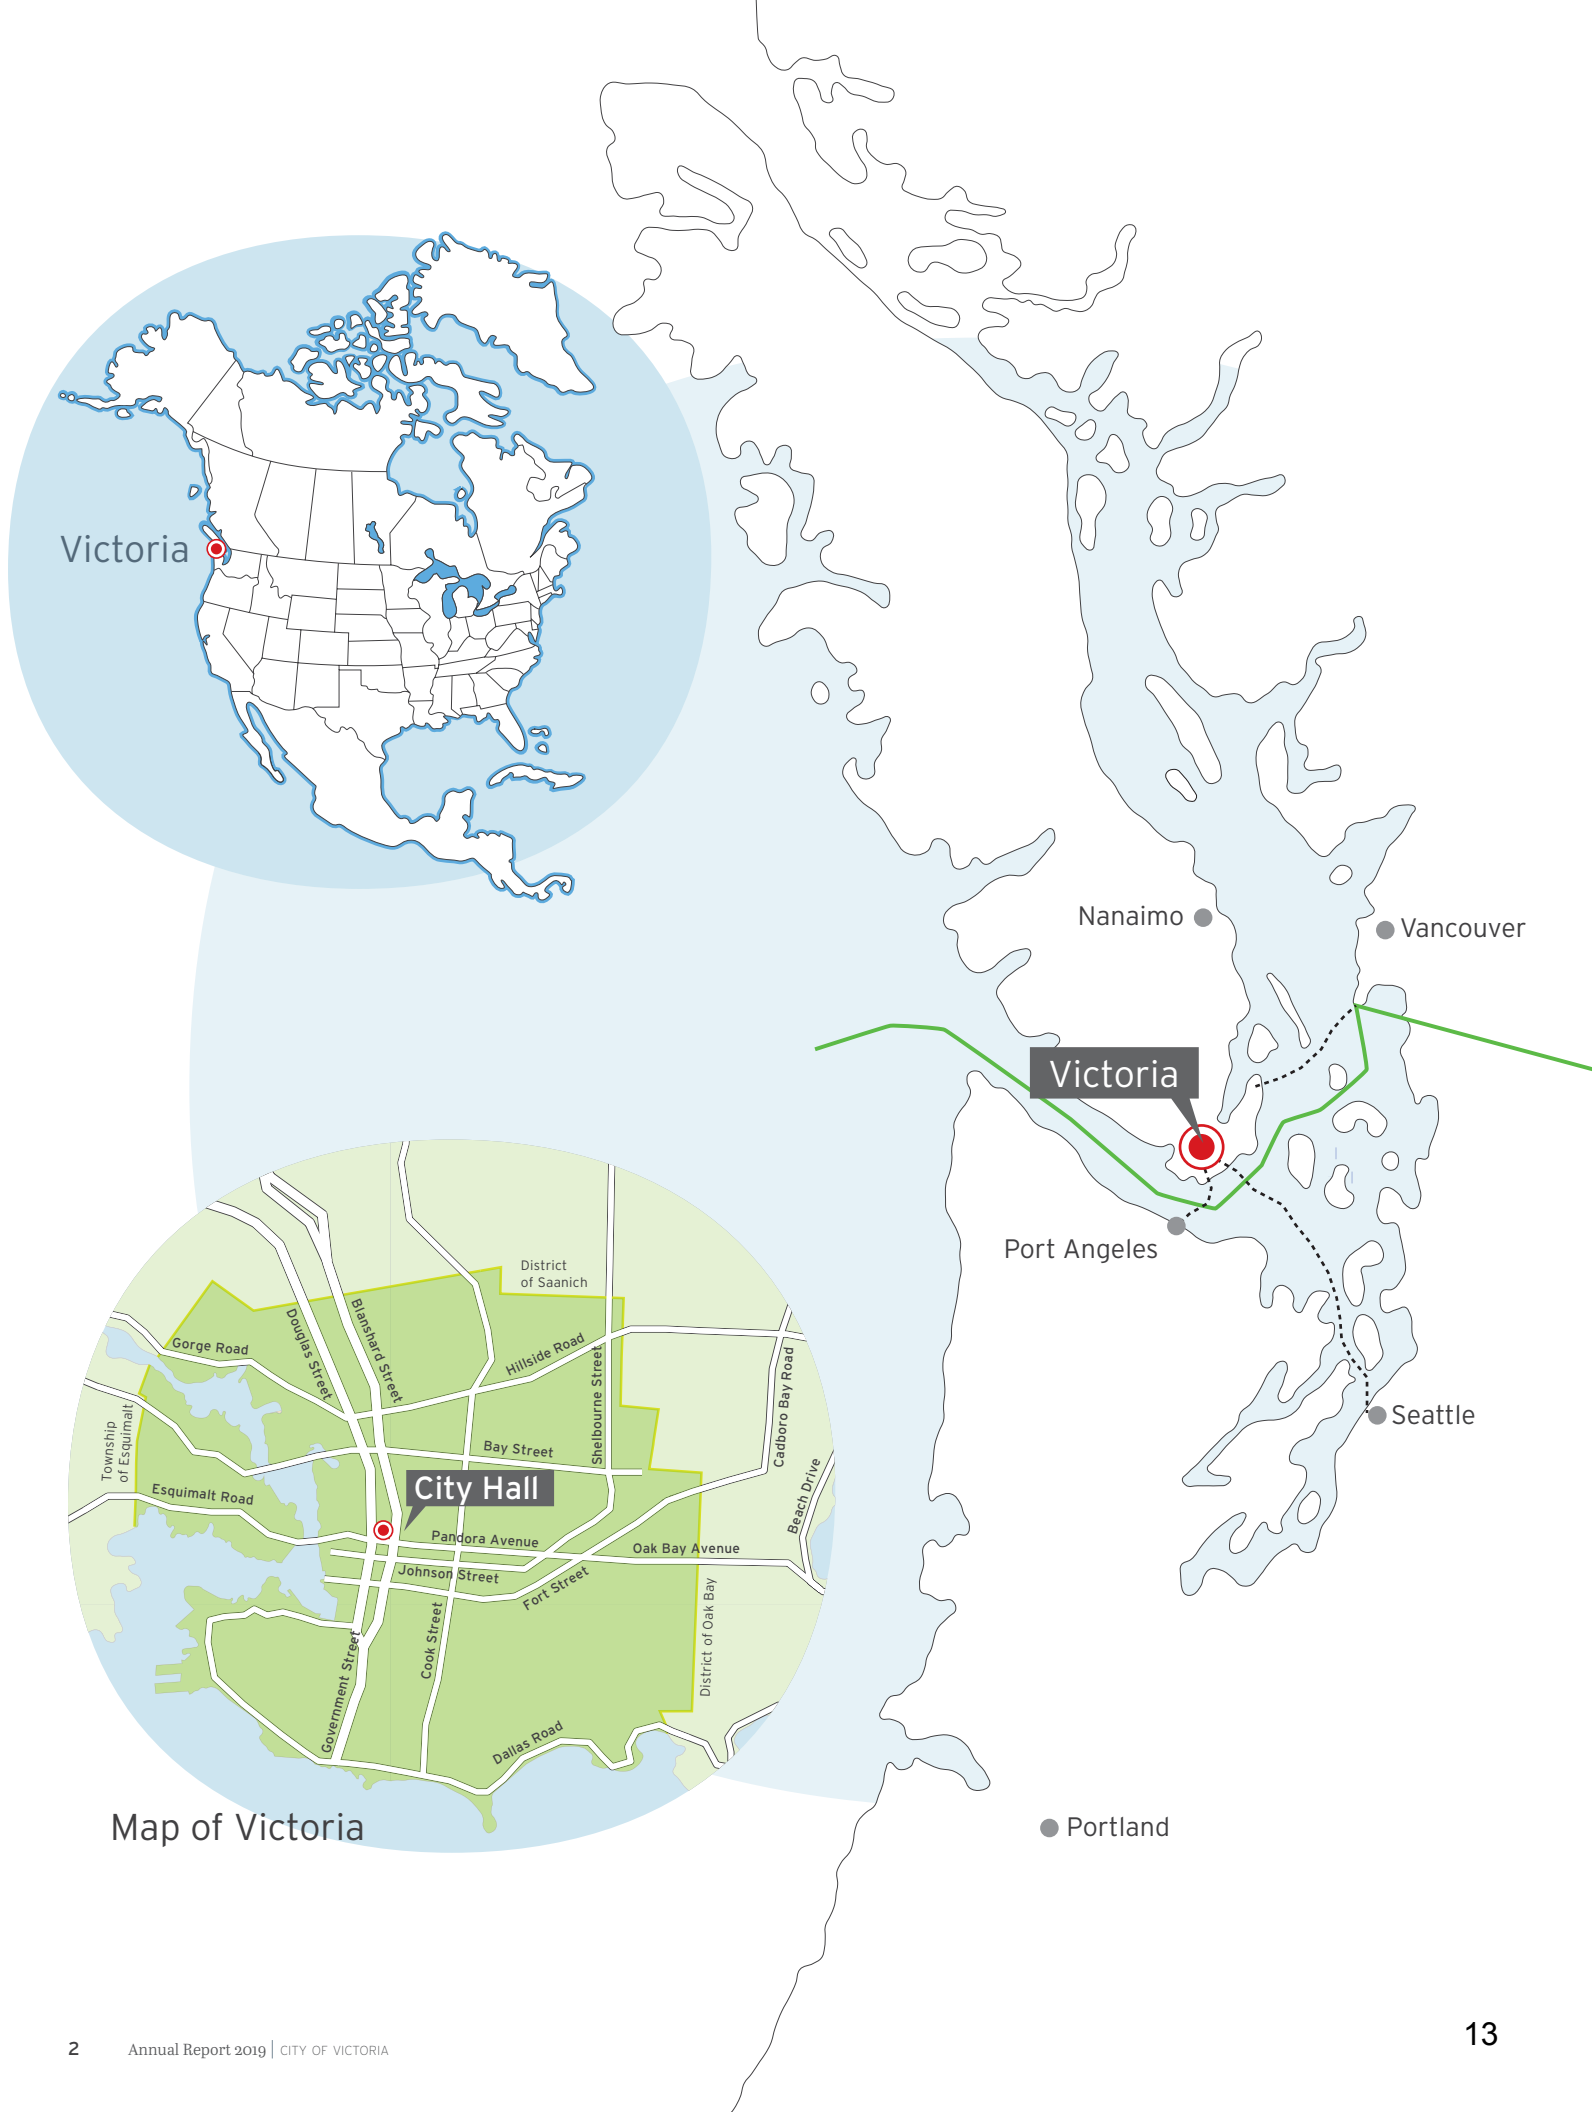 Victoria
Nanaimo
Vancouver
Victoria
Port Angeles
Seattle
Portland
District
of Saanich
Gorge Road
Douglas Street
Blanshard Street
Hillside Road
Shelbourne Street
Cadboro Bay Road
Township
of Esquimalt
Bay Street
Beach Drive
Esquimalt Road
City Hall
Pandora Avenue
Oak Bay Avenue
Johnson Street
Fort Street
District of Oak Bay
Cook Street
Government Street
Dallas Road
Map of Victoria
2 Annual Report 2019 | CITY OF VICTORIA
13